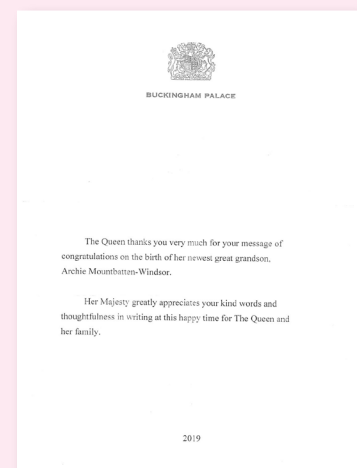 BUCKINGHAM PALACE
The Queen thanks you very much for your message of
congratulations on the birth of her newest great grandson,
Archie Mountbatten-Windsor.
Her Majesty greatly appreciates your kind words and
thoughtfulness in writing at this happy time for The Queen and
her family.
2019